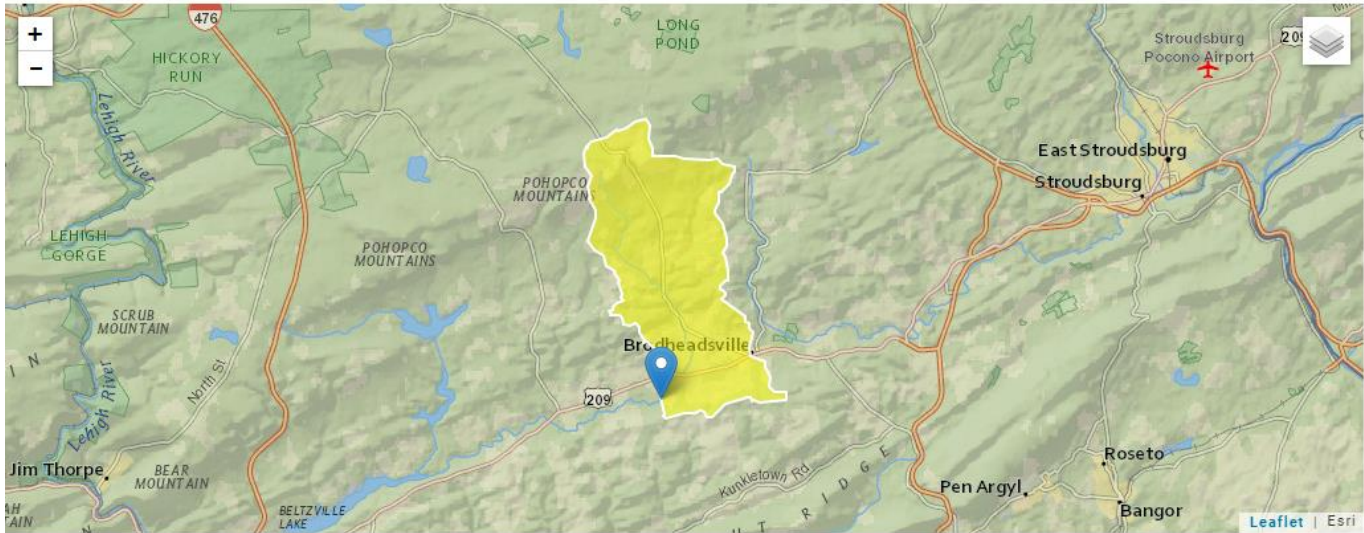 +
−
476
LONG
POND
HICKORY
RUN
Stroudsburg
Pocono Airport
209
Lehigh River
East Stroudsburg
Stroudsburg
POHOPCO
MOUNTAINS
LEHIGH
GORGE
POHOPCO
MOUNTAINS
SCRUB
MOUNTAIN
Brodheadsville
North St
Lehigh River
209
Jim Thorpe
BEAR
MOUNTAIN
Kunkletown Rd
RIDGE
Roseto
Pen Argyl
BELTZVILLE
LAKE
Bangor
Leaflet | Esri